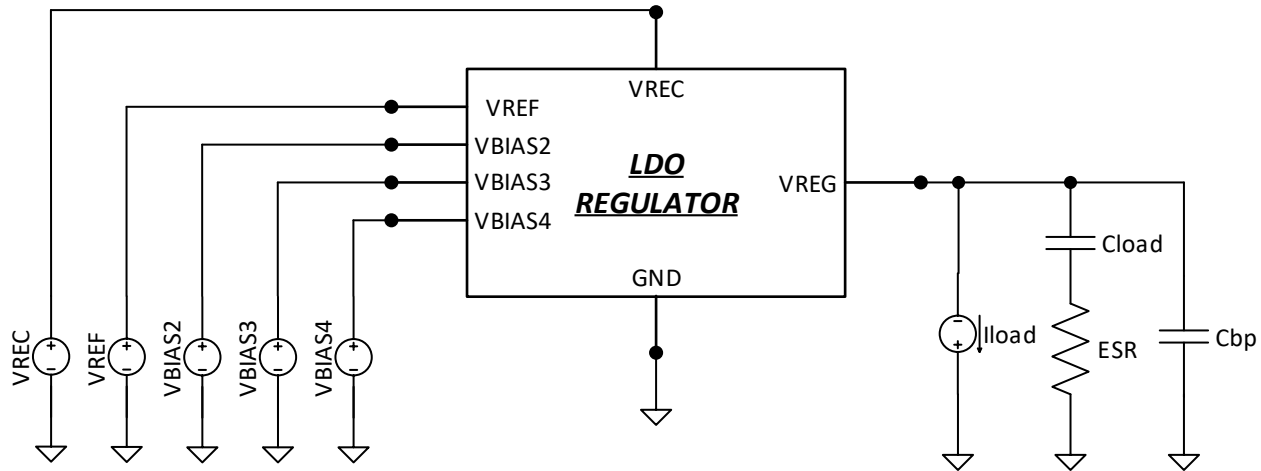 VREC
VREF
VBIAS2
VBIAS3
VBIAS4
LDO
REGULATOR
VREG
GND
VREC
VREF
VBIAS2
VBIAS3
VBIAS4
Iload
Cload
ESR
Cbp